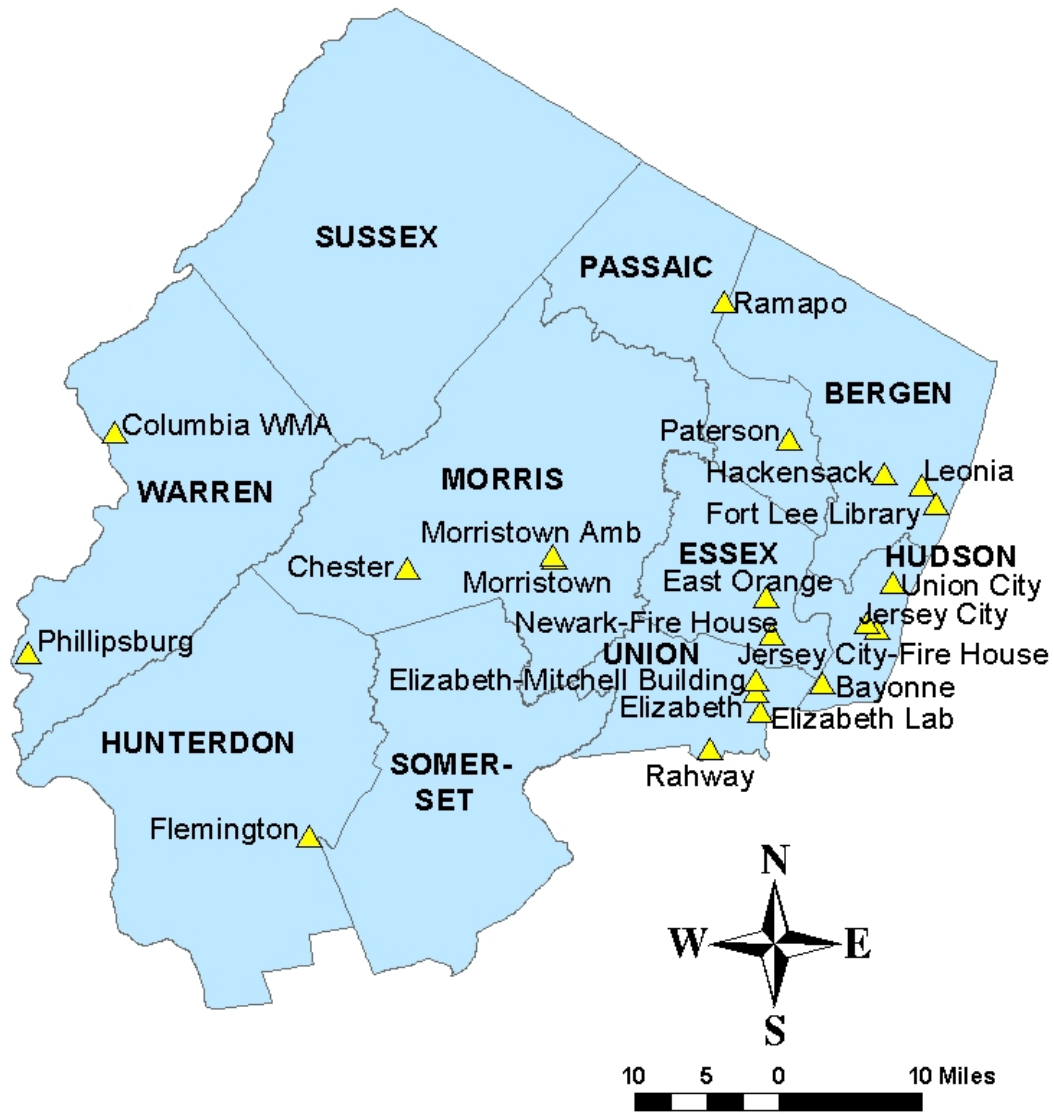 SUSSEX
PASSAIC
Ramapo
BERGEN
Columbia WMA
Paterson
Hackensack
Leonia
WARREN
MORRIS
Fort Lee Library
Morristown Amb
ESSEX
HUDSON
Chester
Morristown
East Orange
Union City
Newark-Fire House
Jersey City
Phillipsburg
UNION
Jersey City-Fire House
Elizabeth-Mitchell Building
Bayonne
Elizabeth
Elizabeth Lab
HUNTERDON
SOMER-
SET
Rahway
Flemington
N
W
E
S
10 5 0 10 Miles